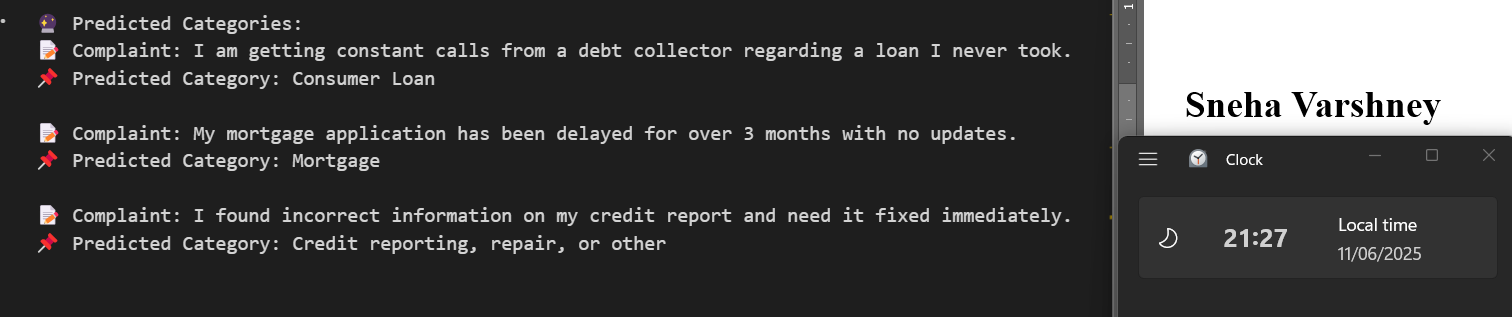 Predicted Categories:
Complaint: I am getting constant calls from a debt collector regarding a loan I never took.
Predicted Category: Consumer Loan
Complaint: My mortgage application has been delayed for over 3 months with no updates.
Predicted Category: Mortgage
Complaint: I found incorrect information on my credit report and need it fixed immediately.
Predicted Category: Credit reporting, repair, or other
1
Sneha Varshney
Clock
21:27
Local time
11/06/2025